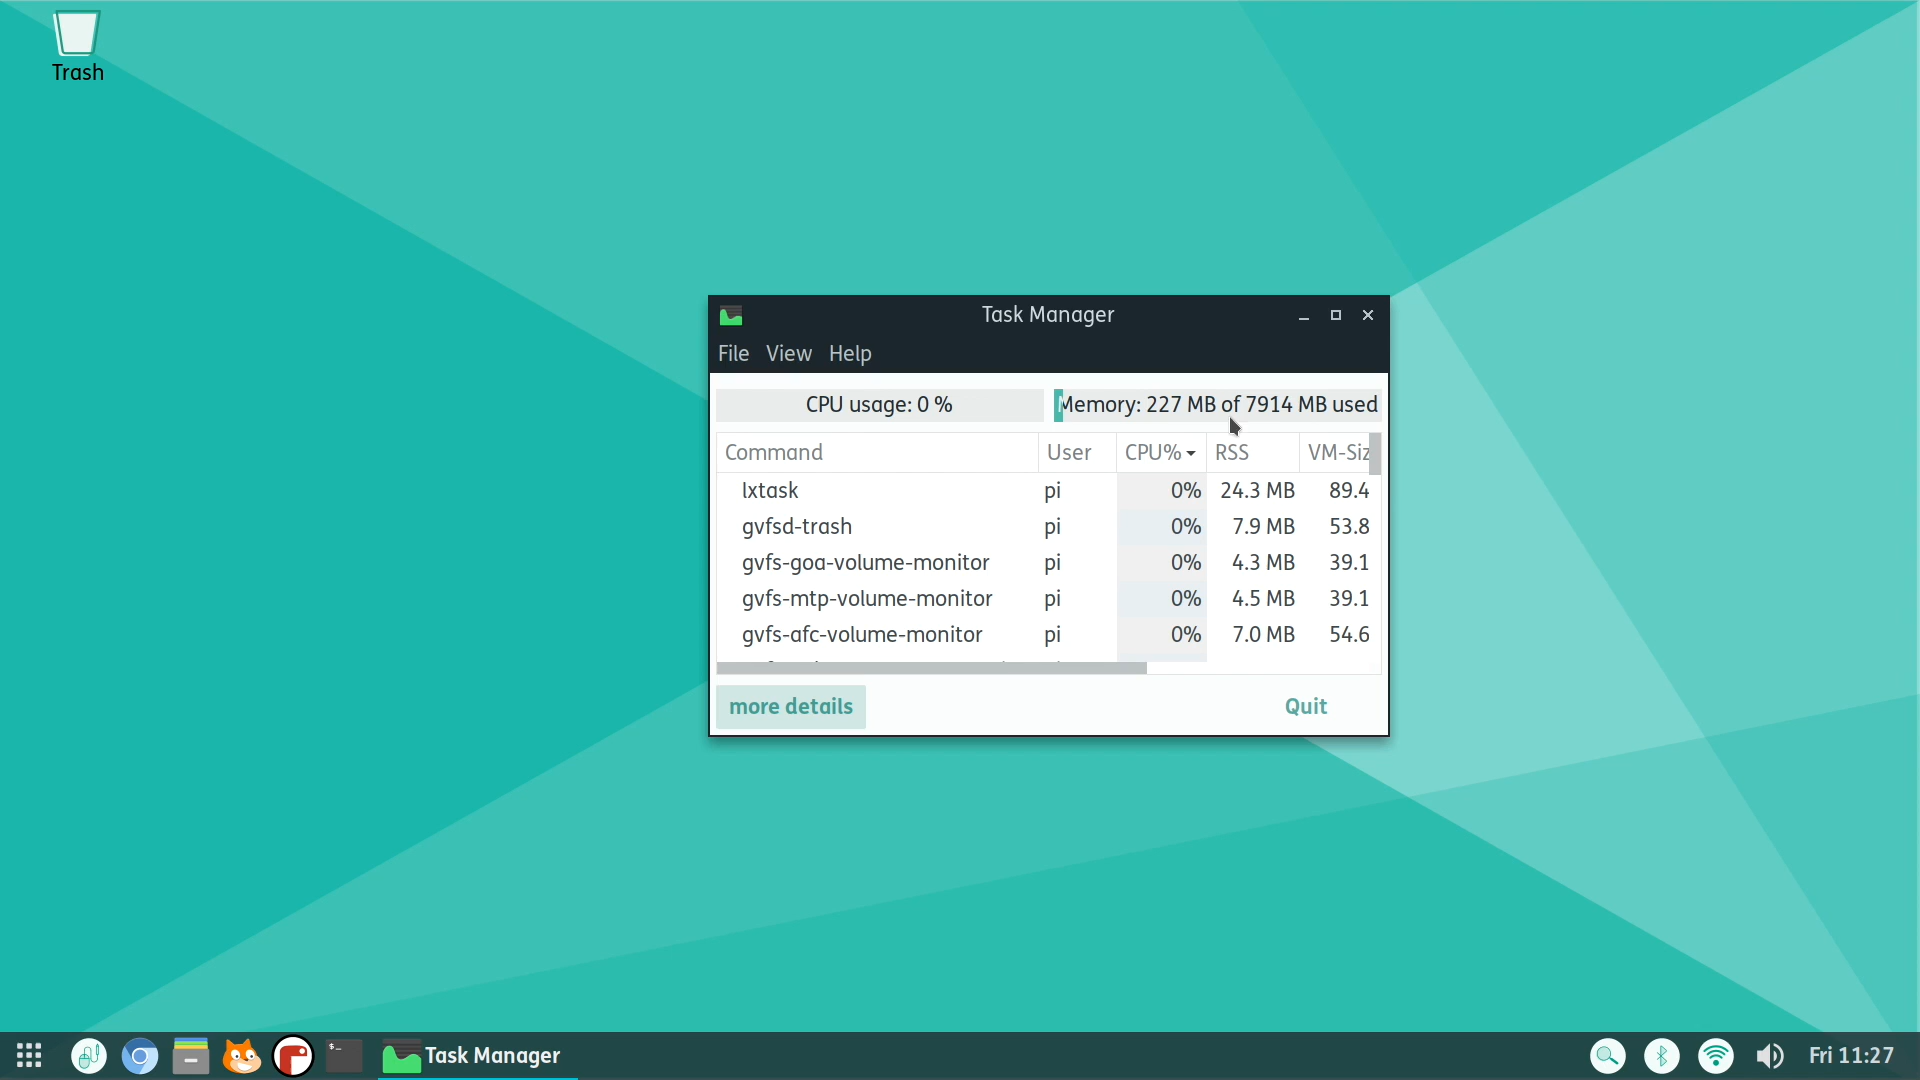 Trash
Task Manager
File View Help
CPU usage: 0 % Memory: 227 MB of 7914 MB used
Command User CPU% RSS VM-Siz
lxtask pi 0% 24.3 MB 89.4
gvfsd-trash pi 0% 7.9 MB 53.8
gvfs-goa-volume-monitor pi 0% 4.3 MB 39.1
gvfs-mtp-volume-monitor pi 0% 4.5 MB 39.1
gvfs-afc-volume-monitor pi 0% 7.0 MB 54.6
more details Quit
$_ Task Manager Fri 11:27